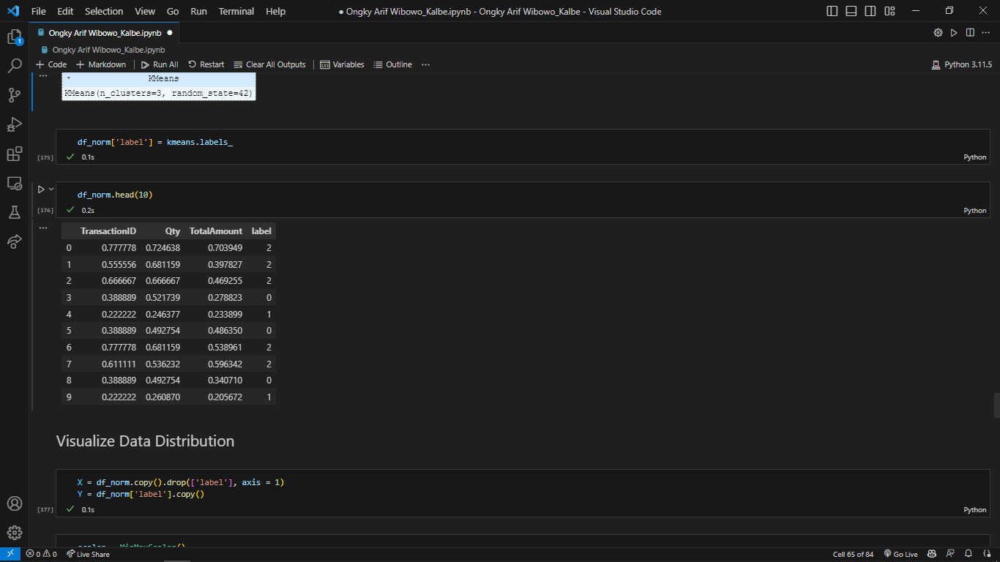 File Edit Selection View Go Run Terminal Help ● Ongky Arif Wibowo_Kalbe.ipynb - Ongky Arif Wibowo_Kalbe - Visual Studio Code
1
Ongky Arif Wibowo_Kalbe.ipynb ●
Ongky Arif Wibowo_Kalbe.ipynb
+ Code + Markdown | Run All Restart Clear All Outputs | Variables Outline ... Python 3.11.5
... KMeans
KMeans(n_clusters=3, random_state=42)
df_norm['label'] = kmeans.labels_
[175] ✓ 0.1s Python
df_norm.head(10)
[176] ✓ 0.2s Python
... TransactionID Qty TotalAmount label
0 0.777778 0.724638 0.703949 2
1 0.555556 0.681159 0.397827 2
2 0.666667 0.666667 0.469255 2
3 0.388889 0.521739 0.278823 0
4 0.222222 0.246377 0.233899 1
5 0.388889 0.492754 0.486350 0
6 0.777778 0.681159 0.538961 2
7 0.611111 0.536232 0.596342 2
8 0.388889 0.492754 0.340710 0
9 0.222222 0.260870 0.205672 1
Visualize Data Distribution
X = df_norm.copy().drop(['label'], axis = 1)
Y = df_norm['label'].copy()
[177] ✓ 0.1s Python
0 0 Live Share Cell 65 of 84 Go Live